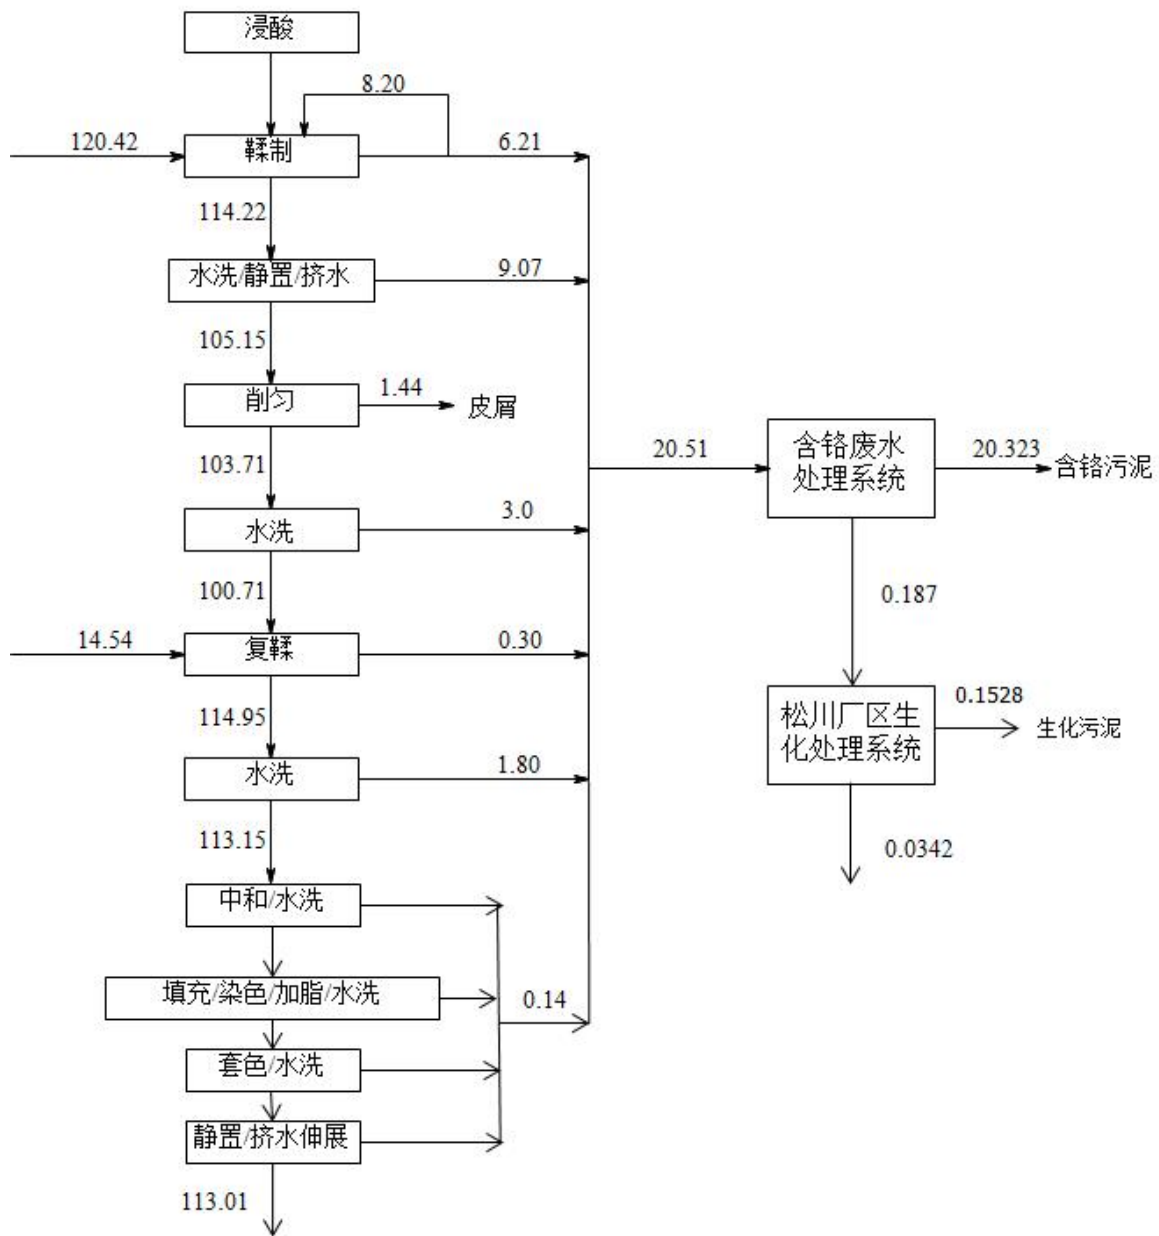 浸酸
8.20
120.42
鞣制
6.21
114.22
水洗/静置/挤水
9.07
105.15
削匀
1.44
皮屑
103.71
20.51
含铬废水
处理系统
20.323
含铬污泥
水洗
3.0
100.71
0.187
14.54
复鞣
0.30
114.95
松川厂区生
化处理系统
0.1528
生化污泥
水洗
1.80
113.15
0.0342
中和/水洗
填充/染色/加脂/水洗
0.14
套色/水洗
静置/挤水伸展
113.01